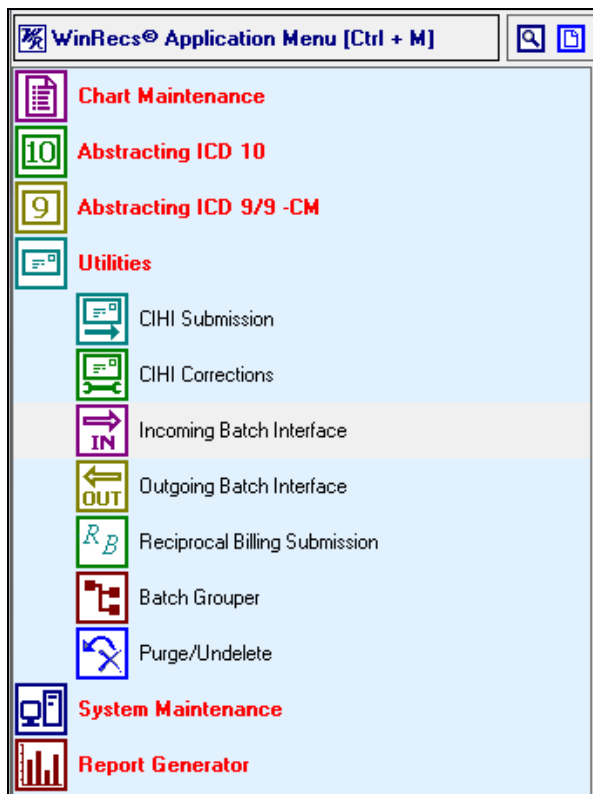 WinRecs© Application Menu [Ctrl + M]
Chart Maintenance
10 Abstracting ICD 10
9 Abstracting ICD 9/9 -CM
Utilities
CIHI Submission
CIHI Corrections
IN Incoming Batch Interface
OUT Outgoing Batch Interface
RB Reciprocal Billing Submission
Batch Grouper
Purge/Undelete
System Maintenance
Report Generator